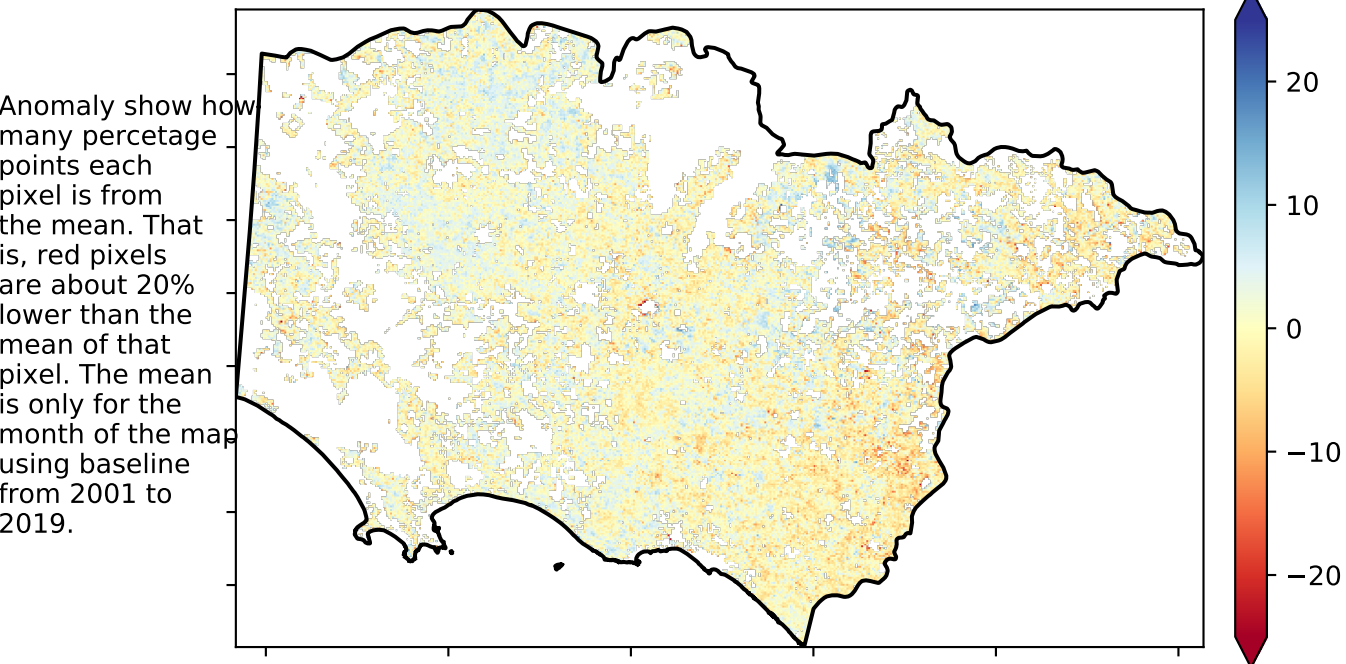 Anomaly show how
many percetage
points each
pixel is from
the mean. That
is, red pixels
are about 20%
lower than the
mean of that
pixel. The mean
is only for the
month of the map
using baseline
from 2001 to
2019.
20
10
0
−10
−20